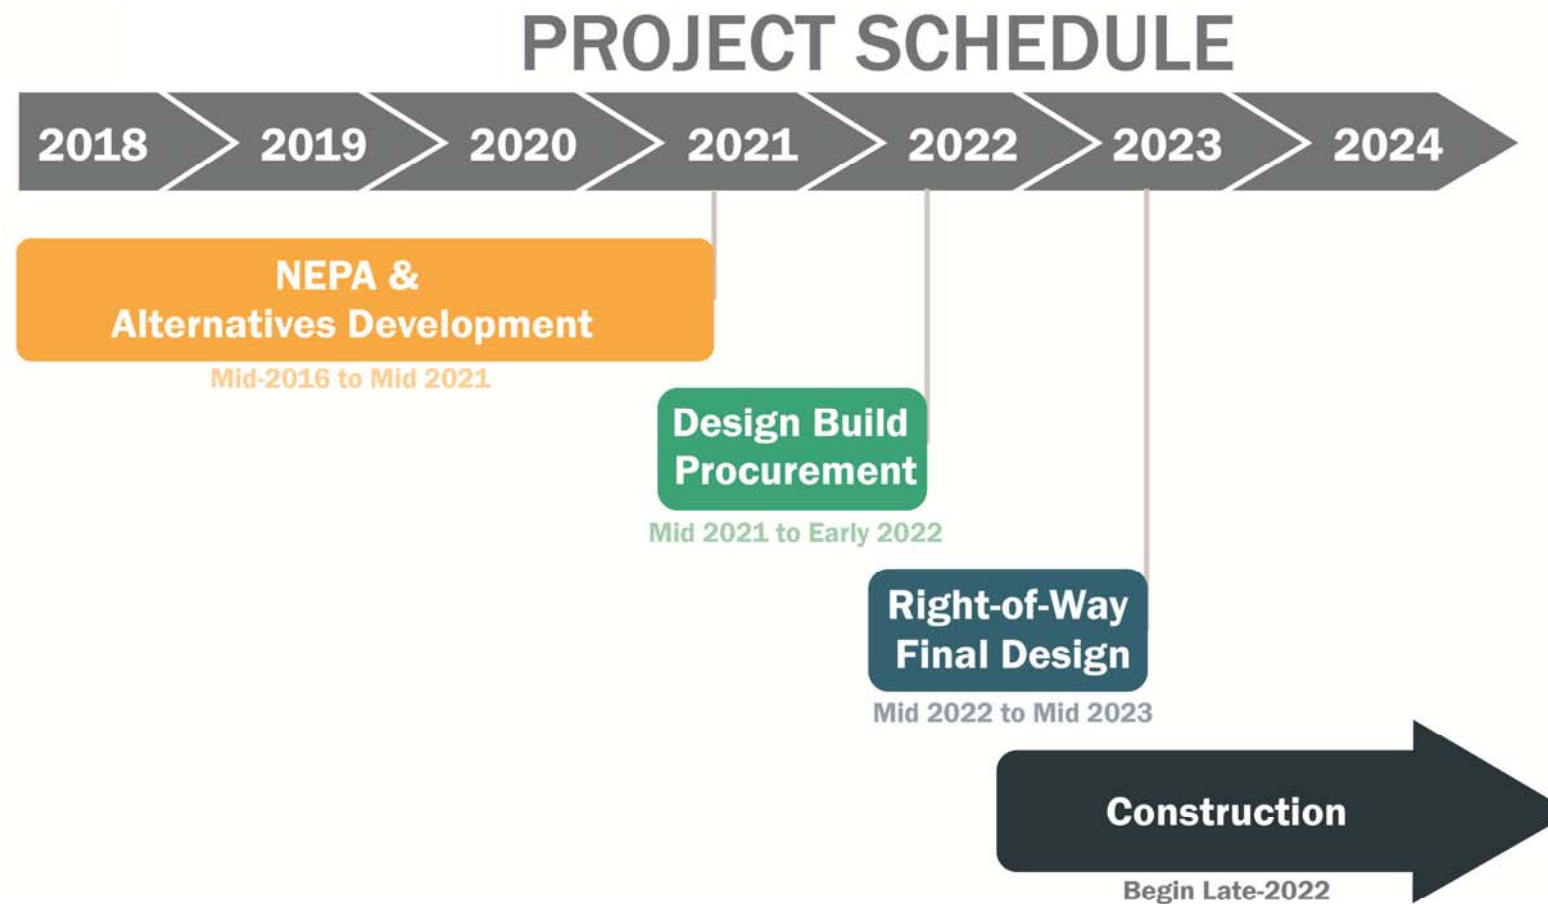 PROJECT SCHEDULE
2018 2019 2020 2021 2022 2023 2024
NEPA &
Alternatives Development
Mid-2016 to Mid 2021
Design Build
Procurement
Mid 2021 to Early 2022
Right-of-Way
Final Design
Mid 2022 to Mid 2023
Construction
Begin Late-2022